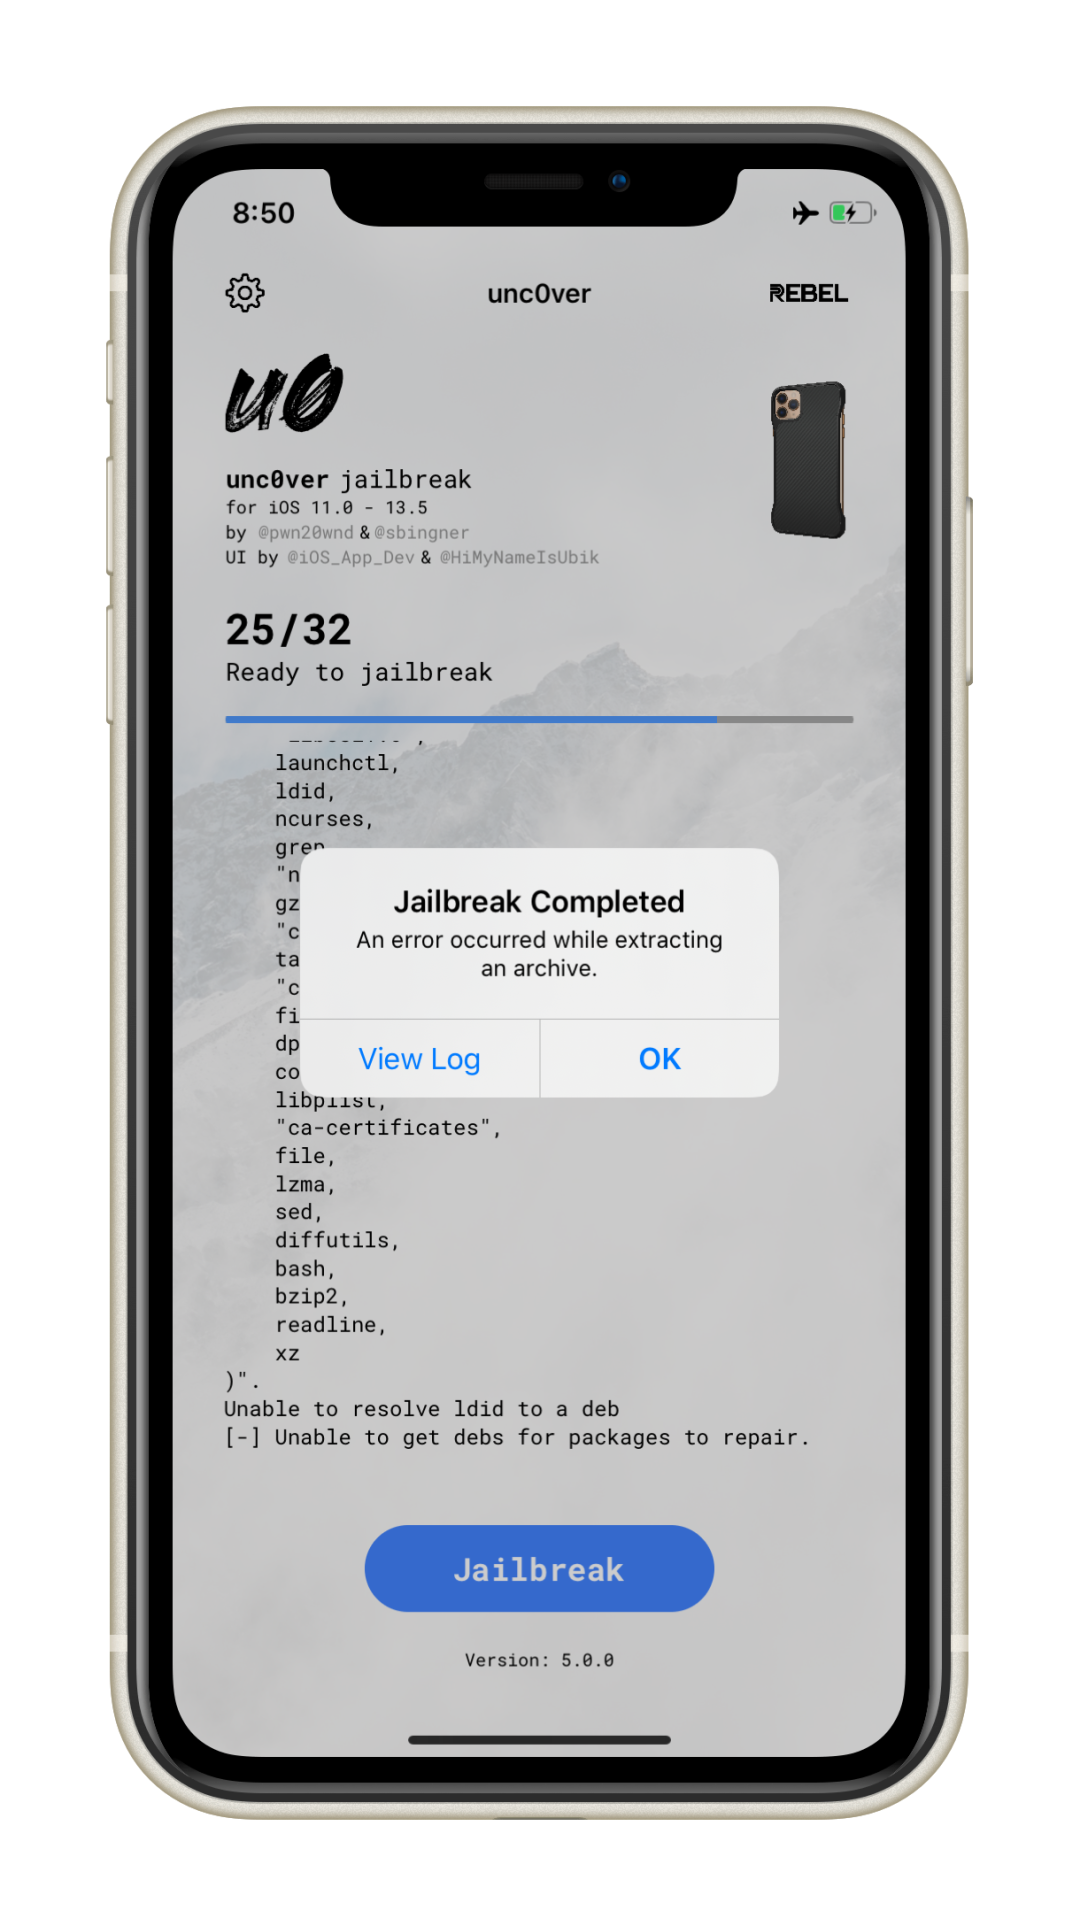 8:50
unc0ver
REBEL
u0
unc0ver jailbreak
for iOS 11.0 - 13.5
by @pwn20wnd & @sbingner
UI by @iOS_App_Dev & @HiMyNameIsUbik
25/32
Ready to jailbreak
launchctl,
ldid,
ncurses,
grep
"n
gz
"c
ta
"c
fi
dp
co
Jailbreak Completed
An error occurred while extracting
an archive.
View Log
OK
libplist,
"ca-certificates",
file,
lzma,
sed,
diffutils,
bash,
bzip2,
readline,
xz
)".
Unable to resolve ldid to a deb
[-] Unable to get debs for packages to repair.
Jailbreak
Version: 5.0.0